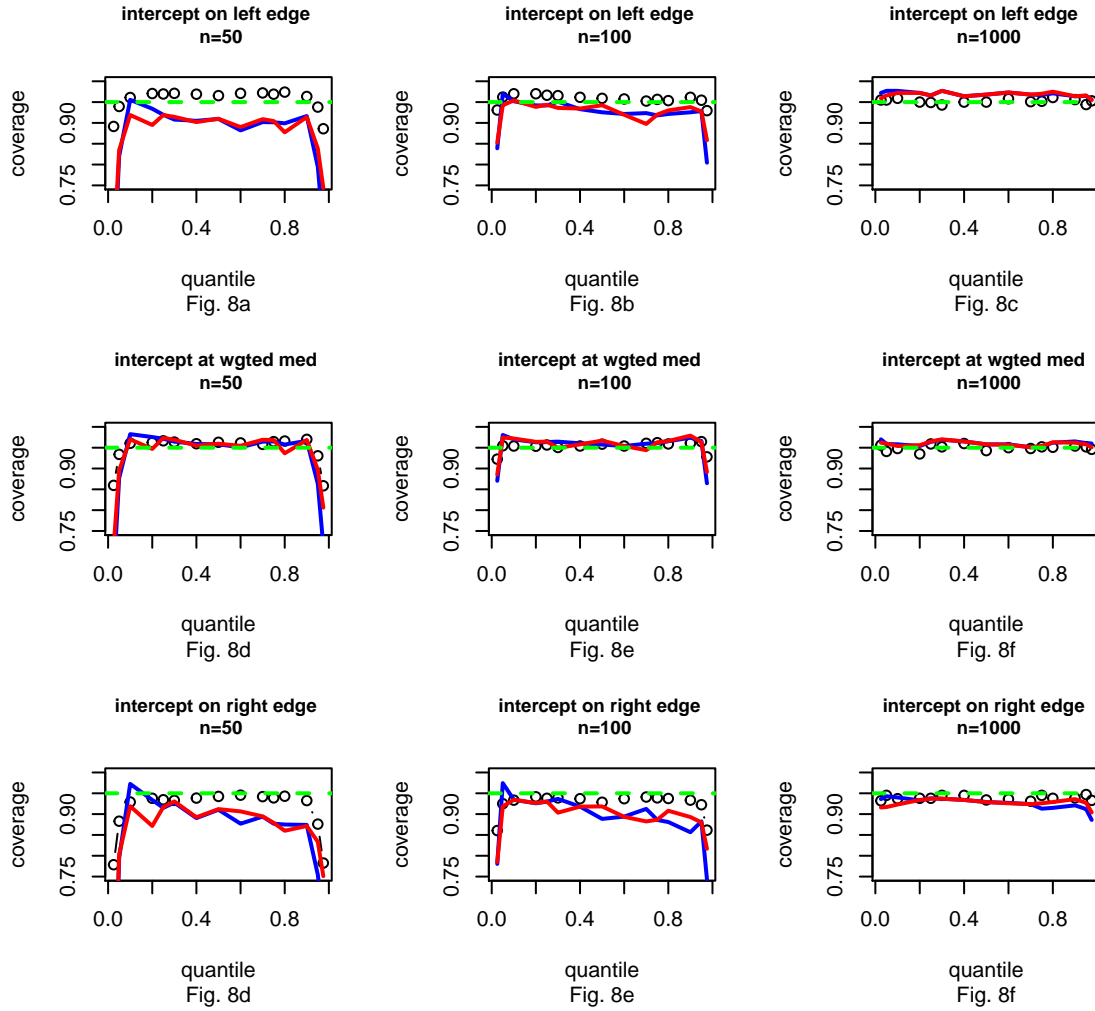 intercept on left edge
n=50
coverage
0.75 0.90
0.0 0.4 0.8
quantile
Fig. 8a
intercept on left edge
n=100
coverage
0.75 0.90
0.0 0.4 0.8
quantile
Fig. 8b
intercept on left edge
n=1000
coverage
0.75 0.90
0.0 0.4 0.8
quantile
Fig. 8c
intercept at wgted med
n=50
coverage
0.75 0.90
0.0 0.4 0.8
quantile
Fig. 8d
intercept at wgted med
n=100
coverage
0.75 0.90
0.0 0.4 0.8
quantile
Fig. 8e
intercept at wgted med
n=1000
coverage
0.75 0.90
0.0 0.4 0.8
quantile
Fig. 8f
intercept on right edge
n=50
coverage
0.75 0.90
0.0 0.4 0.8
quantile
Fig. 8d
intercept on right edge
n=100
coverage
0.75 0.90
0.0 0.4 0.8
quantile
Fig. 8e
intercept on right edge
n=1000
coverage
0.75 0.90
0.0 0.4 0.8
quantile
Fig. 8f